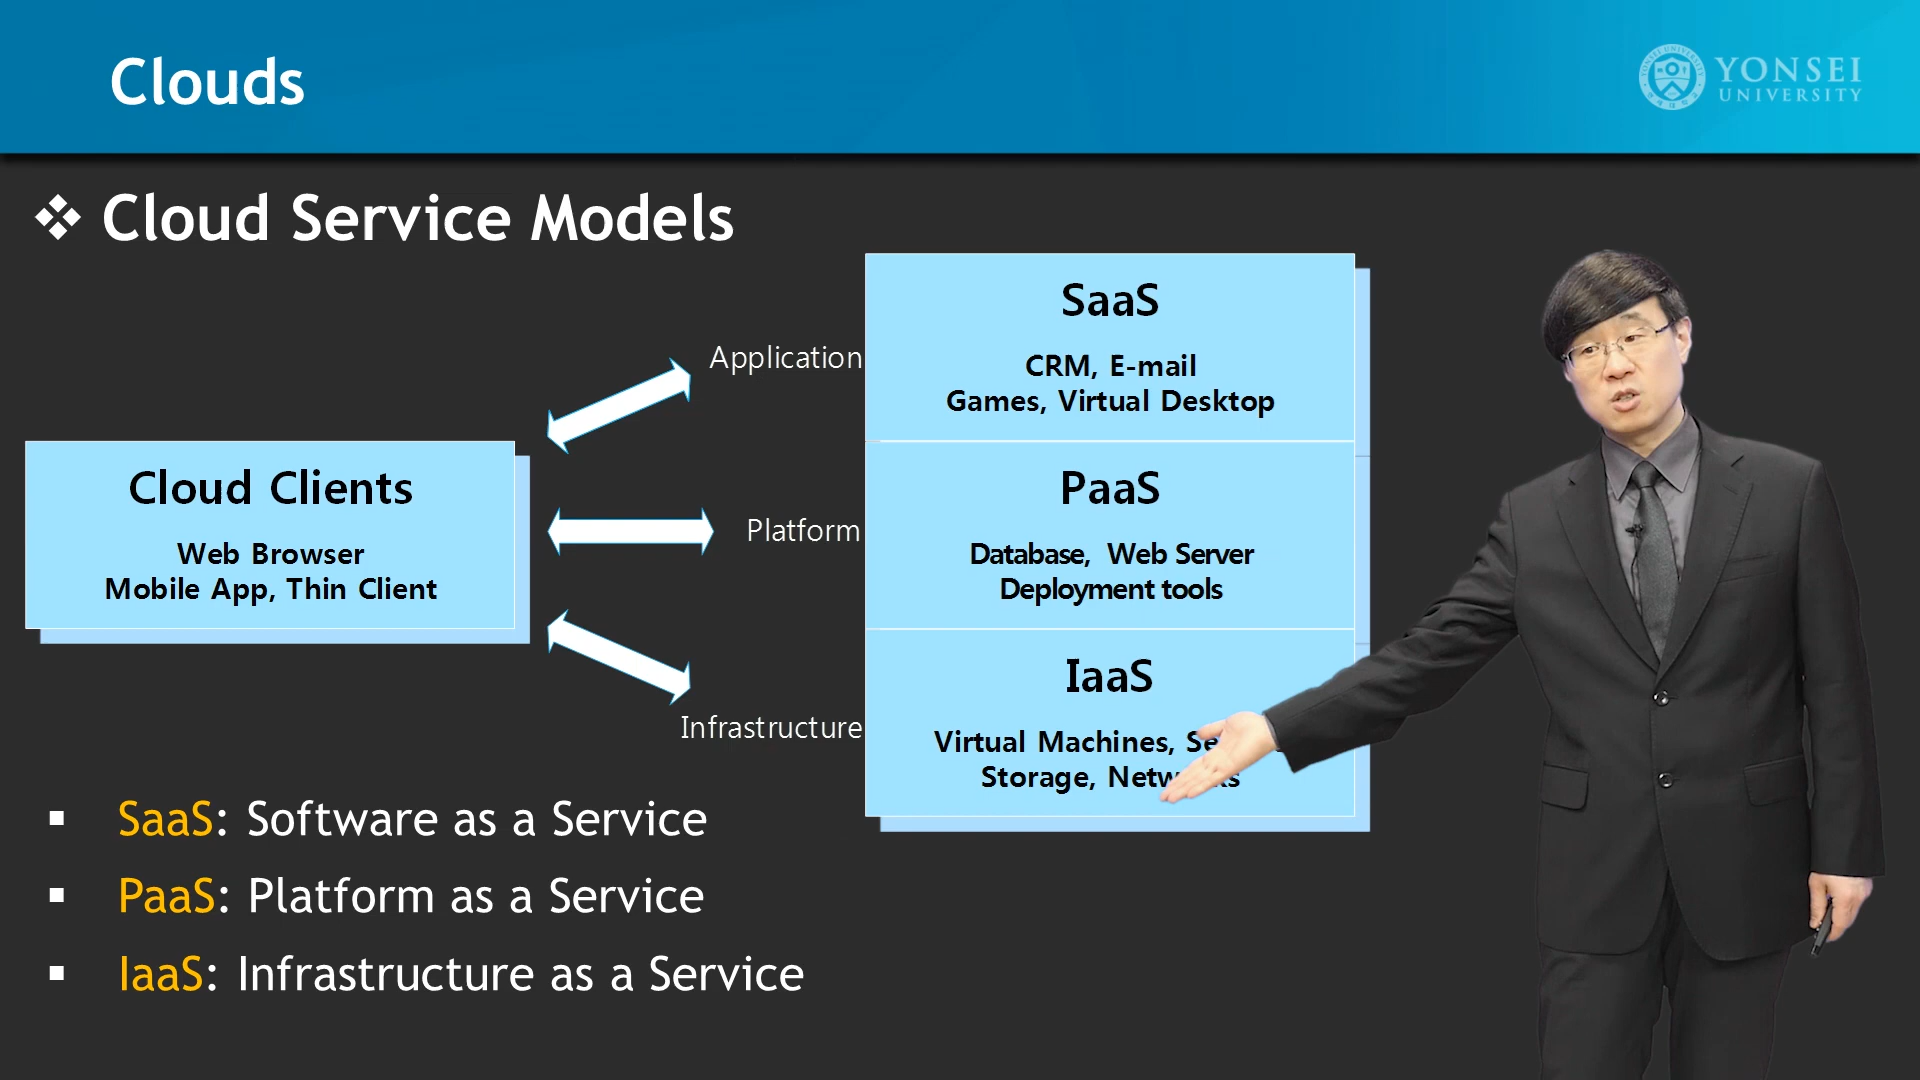 Clouds
YONSEI
UNIVERSITY
Cloud Service Models
Application
Platform
Infrastructure
Cloud Clients
Web Browser
Mobile App, Thin Client
SaaS
CRM, E-mail
Games, Virtual Desktop
PaaS
Database, Web Server
Deployment tools
IaaS
Virtual Machines,
Storage,
SaaS: Software as a Service
PaaS: Platform as a Service
IaaS: Infrastructure as a Service